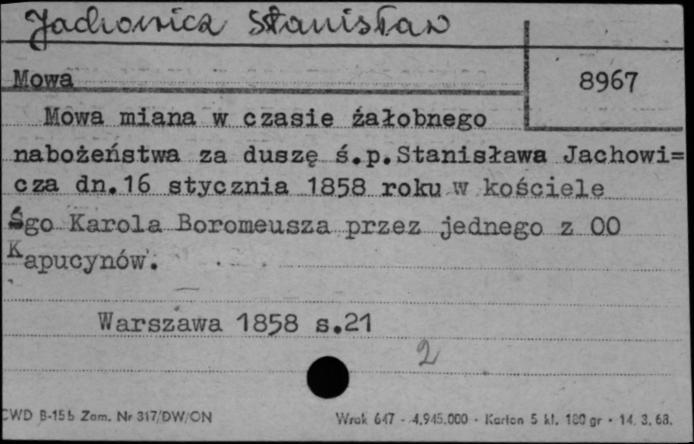 Jachowicz Stanisław
Mowa
8967
Mowa miana w czasie żałobnego
nabożeństwa za duszę ś.p.Stanisława Jachowi=
cza dn.16 stycznia 1858 roku w kościele
Śgo Karola Boromeusza przez jednego z OO
Kapucynów.
Warszawa 1858 s.21
2
CWD B-15b Zam. Nr 317/DW/ON Wrak 647 - 4.945.000 - Karton 5 kl. 180 gr - 14. 3. 68.